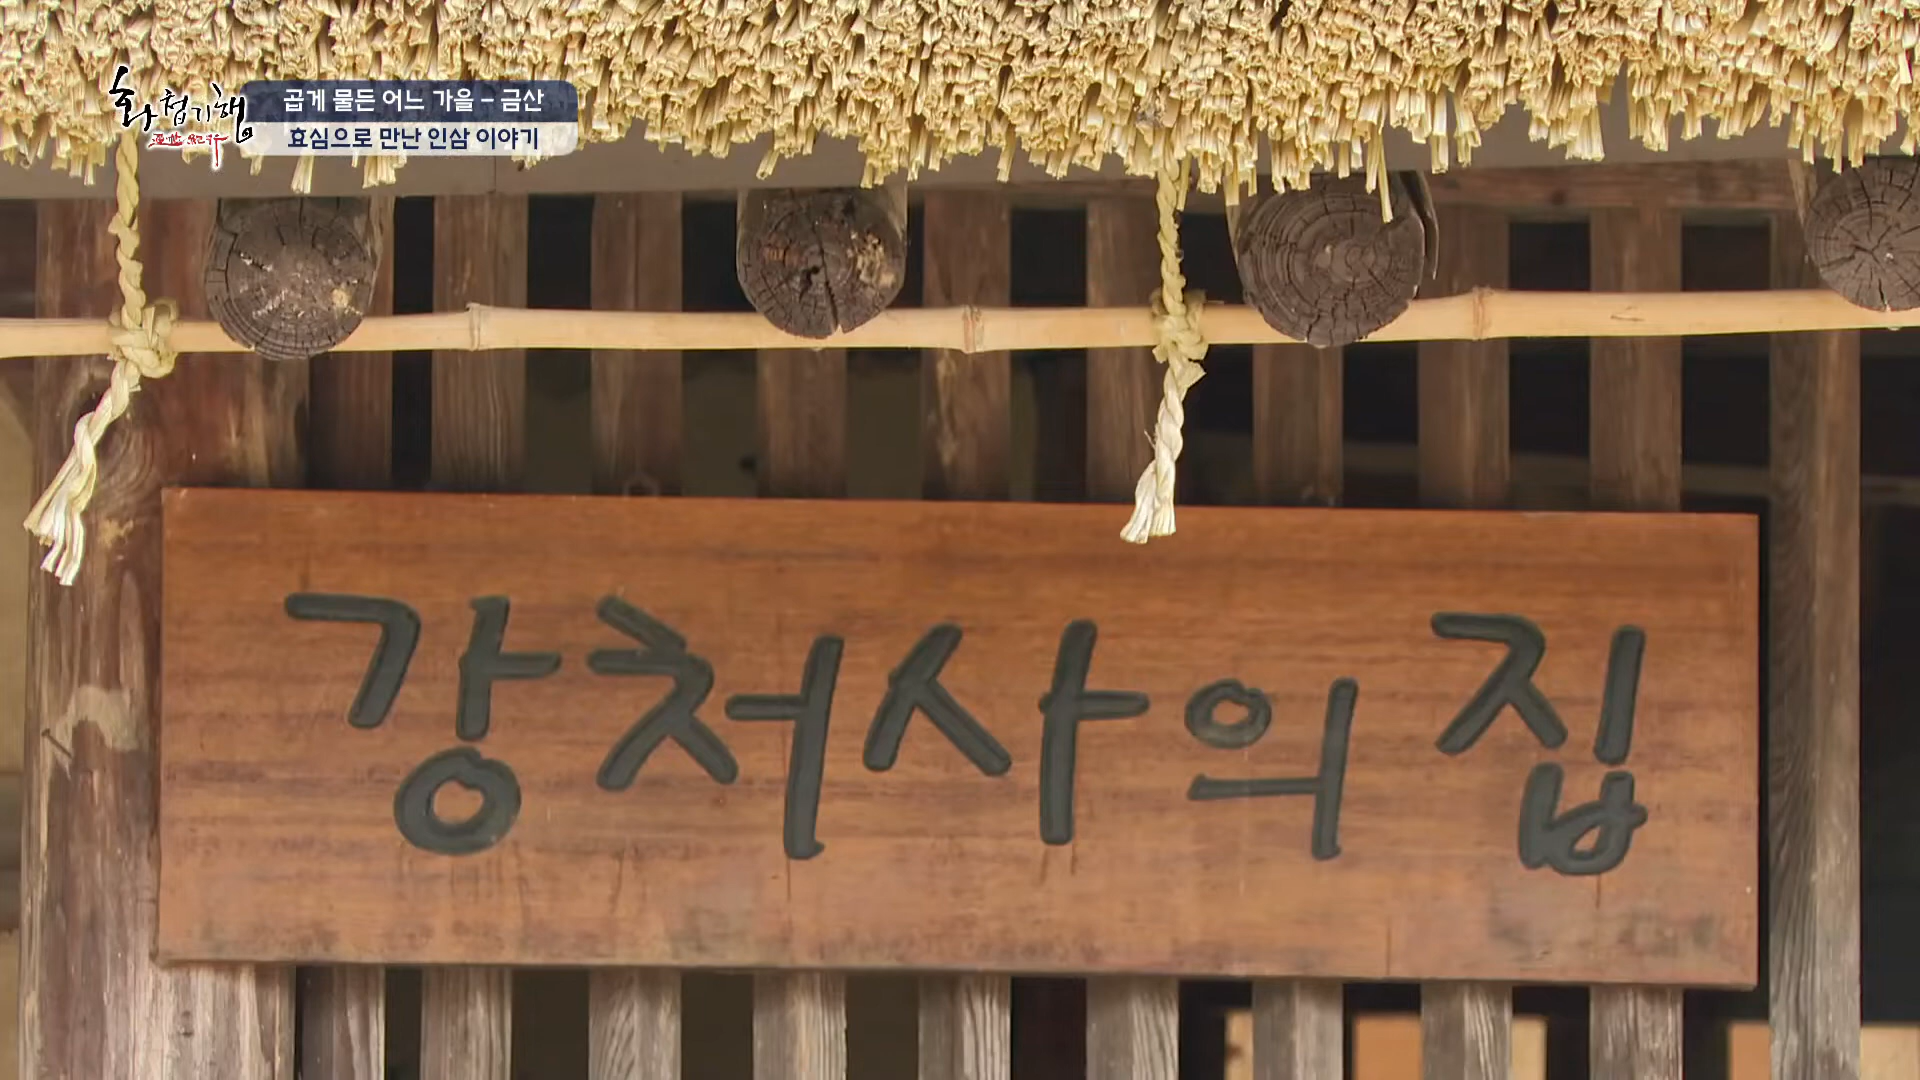 화첩기행
곱게 물든 어느 가을 - 금산
효심으로 만난 인삼 이야기
강처사의 집